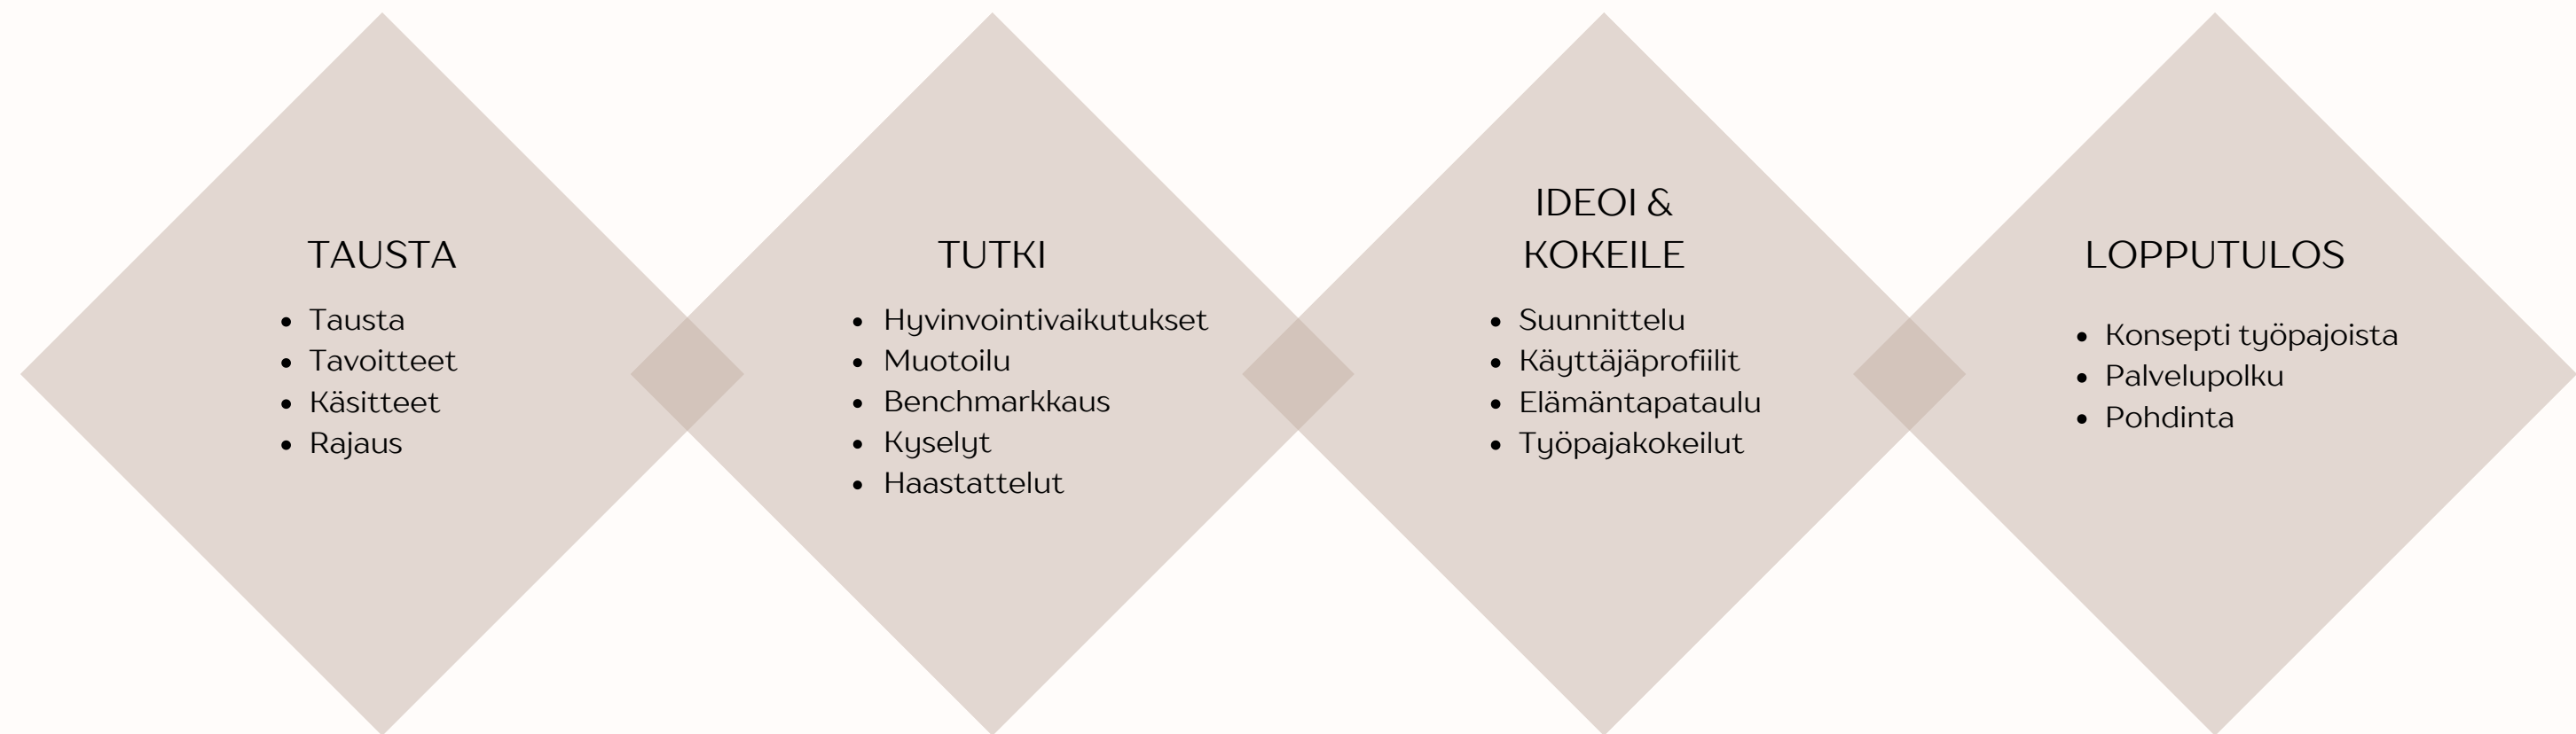 TAUSTA
• Tausta
• Tavoitteet
• Käsitteet
• Rajaus
TUTKI
• Hyvinvointivaikutukset
• Muotoilu
• Benchmarkkaus
• Kyselyt
• Haastattelut
IDEOI &
KOKEILE
• Suunnittelu
• Käyttäjäprofiilit
• Elämäntapataulu
• Työpajakokeilut
LOPPUTULOS
• Konsepti työpajoista
• Palvelupolku
• Pohdinta